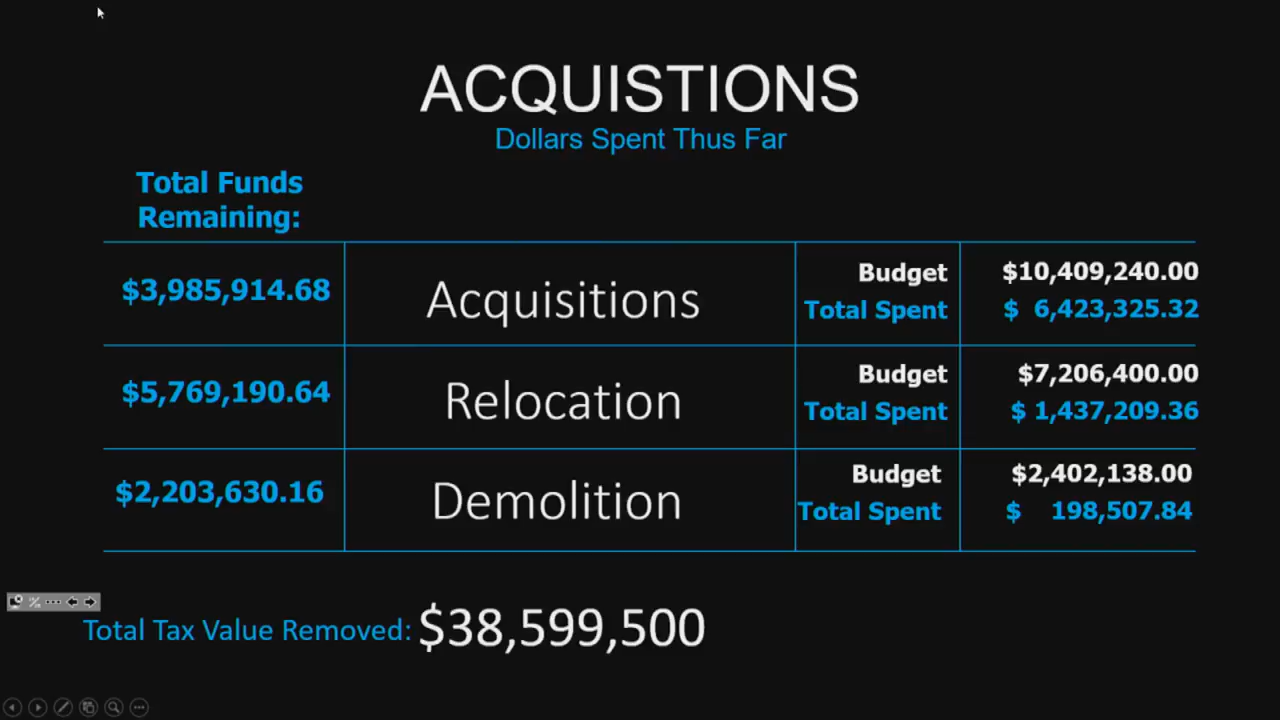 ACQUISTIONS
Dollars Spent Thus Far
Total Funds
Remaining:
$3,985,914.68
Acquisitions
Budget $10,409,240.00
Total Spent $ 6,423,325.32
$5,769,190.64
Relocation
Budget $7,206,400.00
Total Spent $ 1,437,209.36
$2,203,630.16
Demolition
Budget $2,402,138.00
Total Spent $ 198,507.84
Total Tax Value Removed: $38,599,500